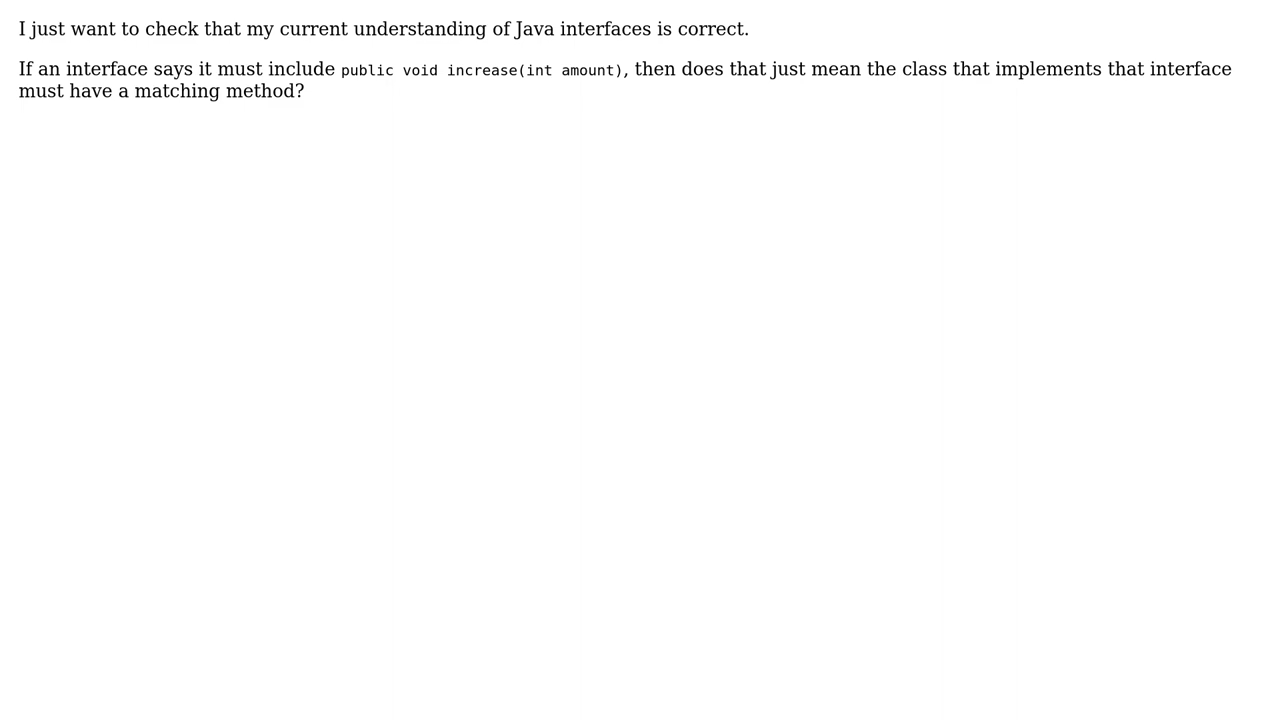 I just want to check that my current understanding of Java interfaces is correct.
If an interface says it must include public void increase(int amount), then does that just mean the class that implements that interface
must have a matching method?